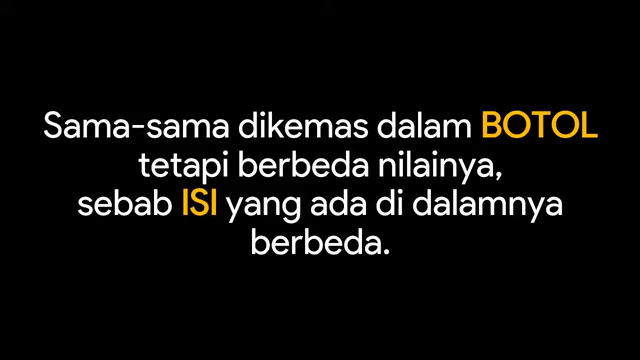 Sama-sama dikemas dalam BOTOL
tetapi berbeda nilainya,
sebab ISI yang ada di dalamnya
berbeda.